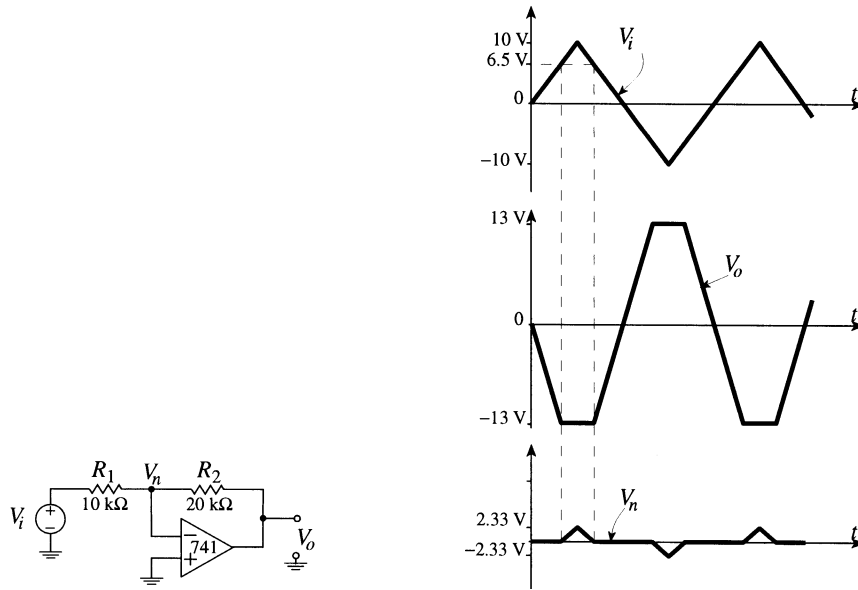 R1
Vn
R2
10 kΩ
20 kΩ
Vi
−
741
+
Vo
+
−
10 V
6.5 V
0
−10 V
Vi
t
13 V
0
−13 V
Vo
t
2.33 V
−2.33 V
Vn
t